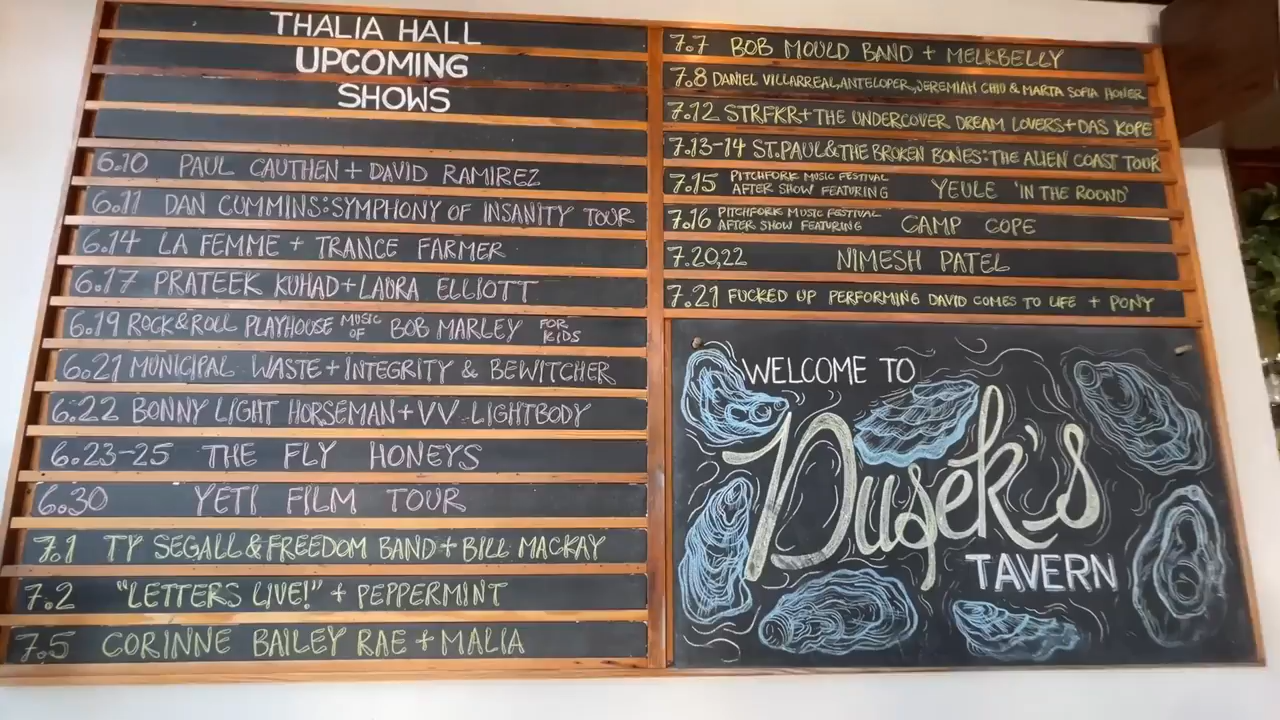 THALIA HALL
UPCOMING
SHOWS
6.10 PAUL CAUTHEN + DAVID RAMIREZ
6.11 DAN CUMMINS: SYMPHONY OF INSANITY TOUR
6.14 LA FEMME + TRANCE FARMER
6.17 PRATEEK KUHAD + LAURA ELLIOTT
6.19 ROCK & ROLL PLAYHOUSE MUSIC OF BOB MARLEY FOR KIDS
6.21 MUNICIPAL WASTE + INTEGRITY & BEWITCHER
6.22 BONNY LIGHT HORSEMAN + VV LIGHTBODY
6.23-25 THE FLY HONEYS
6.30 YETI FILM TOUR
7.1 TY SEGALL & FREEDOM BAND + BILL MACKAY
7.2 "LETTERS LIVE!" + PEPPERMINT
7.5 CORINNE BAILEY RAE + MALIA
7.7 BOB MOULD BAND + MELKBELLY
7.8 DANIEL VILLARREAL, ANTELOPER, JEREMIAH CHIU & MARTA SOFIA HONER
7.12 STRFKR + THE UNDERCOVER DREAM LOVERS + DAS KOPE
7.13-14 ST. PAUL & THE BROKEN BONES: THE ALIEN COAST TOUR
7.15 PITCHFORK MUSIC FESTIVAL AFTER SHOW FEATURING YEULE 'IN THE ROOND'
7.16 PITCHFORK MUSIC FESTIVAL AFTER SHOW FEATURING CAMP COPE
7.20,22 NIMESH PATEL
7.21 FUCKED UP PERFORMING DAVID COMES TO LIFE + PONY
WELCOME TO
Dusek's
TAVERN